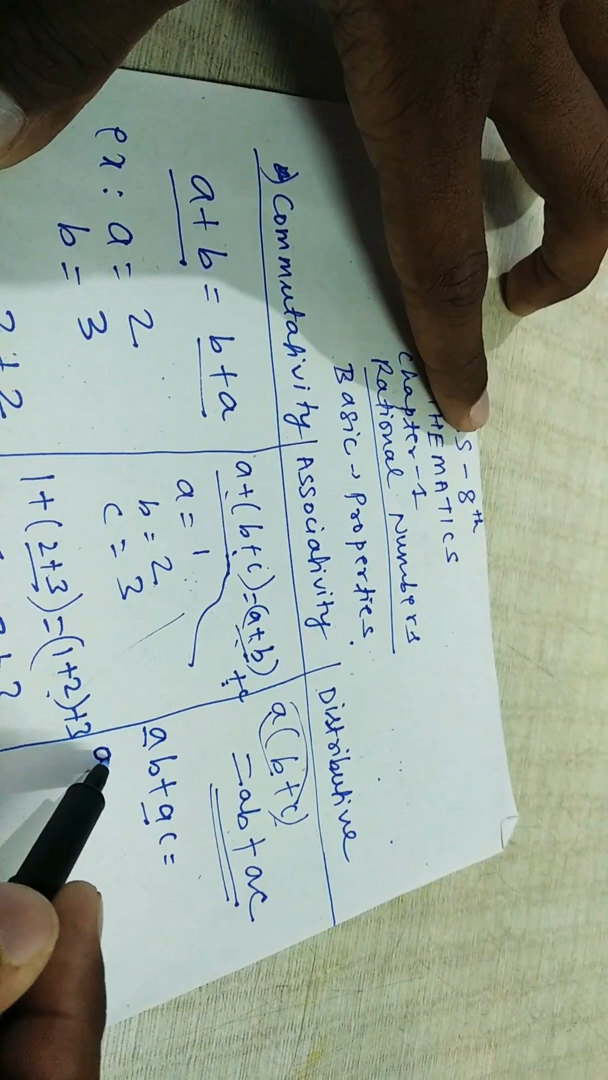 S-8th
THEMATICS
Chapter-1
Rational Numbers
Basic → Properties.
Commutativity
a+b = b+a
ex: a = 2
b = 3
Associativity
a+(b+c)=(a+b)
+c
a = 1
b = 2
c = 3
1+(2+3)=(1+2)+3
Distributive
a(b+c)
=ab+ac
ab+ac=
a